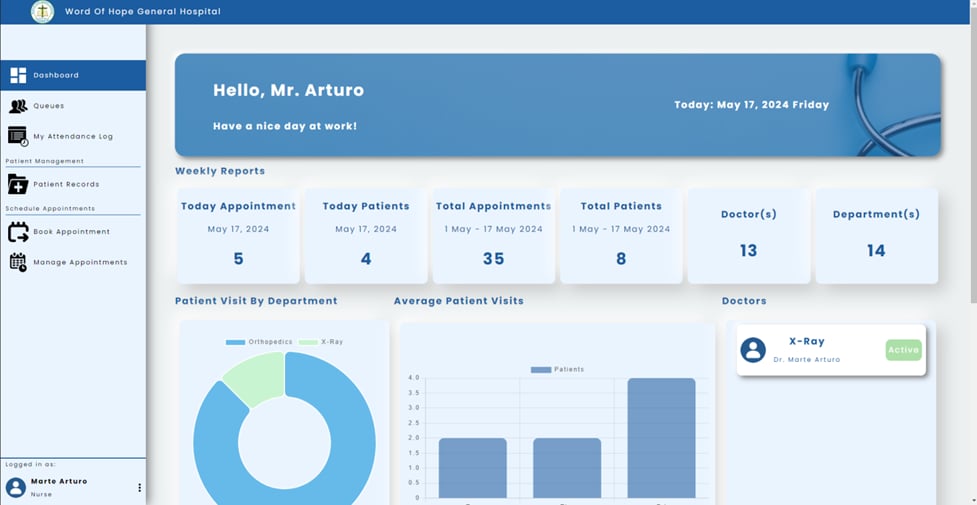 Word Of Hope General Hospital
Dashboard
Queues
My Attendance Log
Patient Management
Patient Records
Schedule Appointments
Book Appointment
Manage Appointments
Logged in as:
Marte Arturo
Nurse
Hello, Mr. Arturo
Have a nice day at work!
Today: May 17, 2024 Friday
Weekly Reports
Today Appointment
May 17, 2024
5
Today Patients
May 17, 2024
4
Total Appointments
1 May - 17 May 2024
35
Total Patients
1 May - 17 May 2024
8
Doctor(s)
13
Department(s)
14
Patient Visit By Department
Orthopedics
X-Ray
Average Patient Visits
Patients
4.0
3.5
3.0
2.5
2.0
1.5
1.0
0.5
0
Doctors
X-Ray
Dr. Marte Arturo
Active